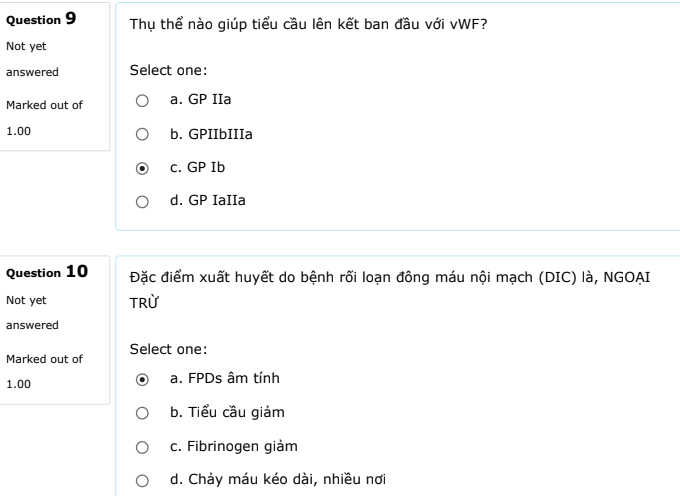 Question 9
Not yet
answered
Marked out of
1.00
Thụ thể nào giúp tiểu cầu lên kết ban đầu với vWF?
Select one:
a. GP IIa
b. GPIIbIIIa
c. GP Ib
d. GP IaIIa
Question 10
Not yet
answered
Marked out of
1.00
Đặc điểm xuất huyết do bệnh rối loạn đông máu nội mạch (DIC) là, NGOẠI
TRỪ
Select one:
a. FPDs âm tính
b. Tiểu cầu giảm
c. Fibrinogen giảm
d. Chảy máu kéo dài, nhiều nơi